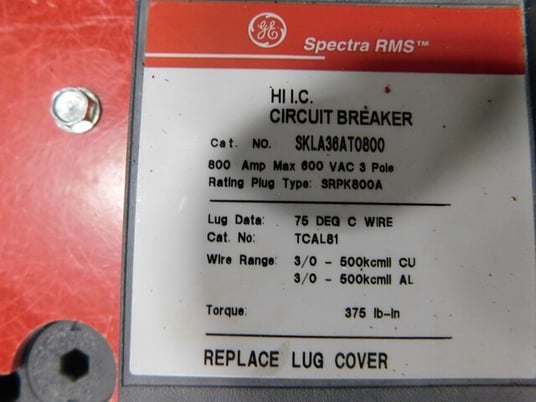 GE
Spectra RMS™
HI I.C.
CIRCUIT BREAKER
Cat. NO. SKLA36AT0800
800 Amp Max 600 VAC 3 Pole
Rating Plug Type: SRPK800A
Lug Data: 75 DEG C WIRE
Cat. No: TCAL81
Wire Range: 3/0 - 500kcmil CU
3/0 - 500kcmil AL
Torque: 375 lb-in
REPLACE LUG COVER